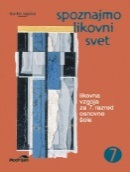 spoznajmo
likovni
svet
likovna
vzgoja
za 7. razred
osnovne
šole
7